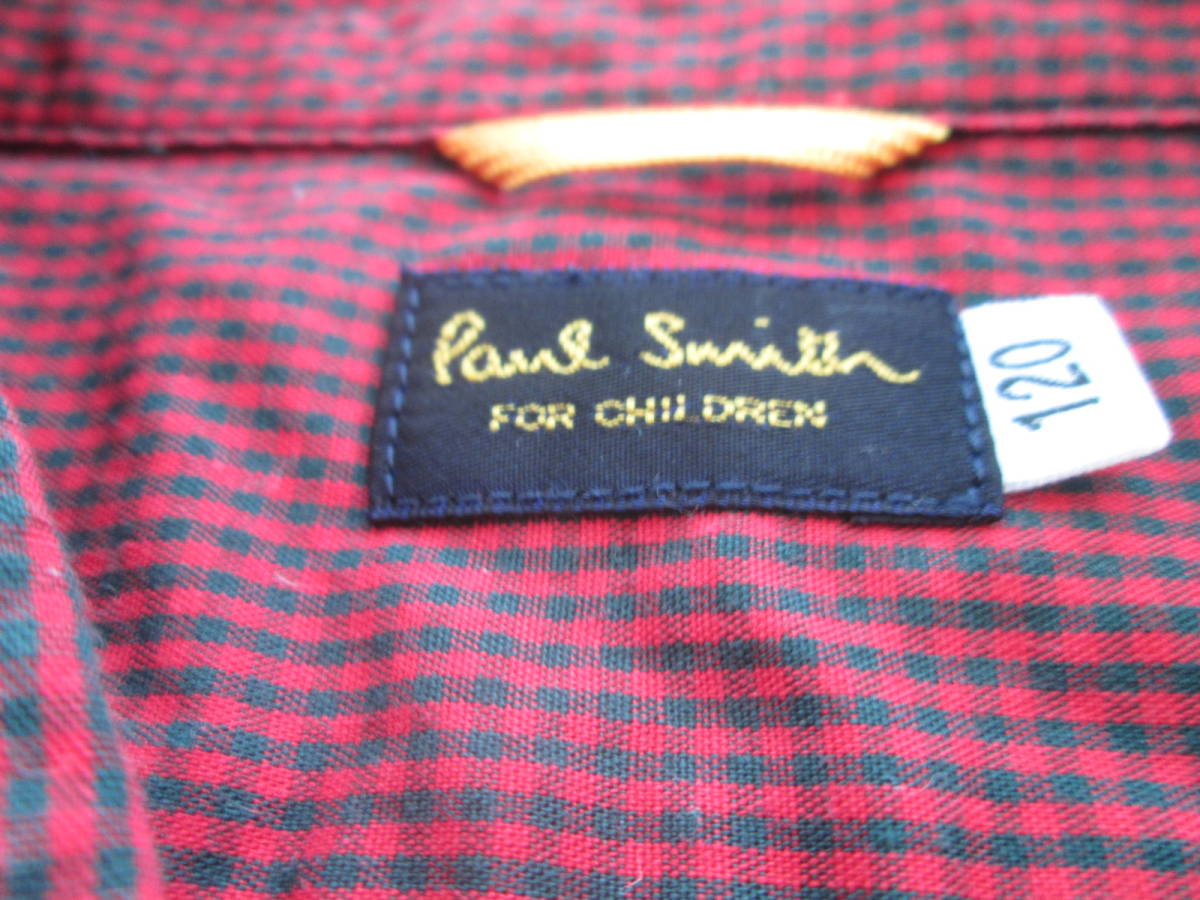 Paul Smith
FOR CHILDREN
120